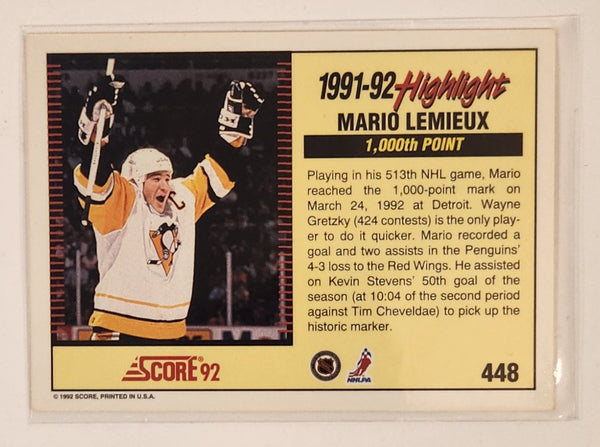 1991-92 Highlight
MARIO LEMIEUX
1,000th POINT
Playing in his 513th NHL game, Mario
reached the 1,000-point mark on
March 24, 1992 at Detroit. Wayne
Gretzky (424 contests) is the only play-
er to do it quicker. Mario recorded a
goal and two assists in the Penguins'
4-3 loss to the Red Wings. He assisted
on Kevin Stevens' 50th goal of the
season (at 10:04 of the second period
against Tim Cheveldae) to pick up the
historic marker.
C
SCORE® 92
NHLPA
448
© 1992 SCORE, PRINTED IN U.S.A.